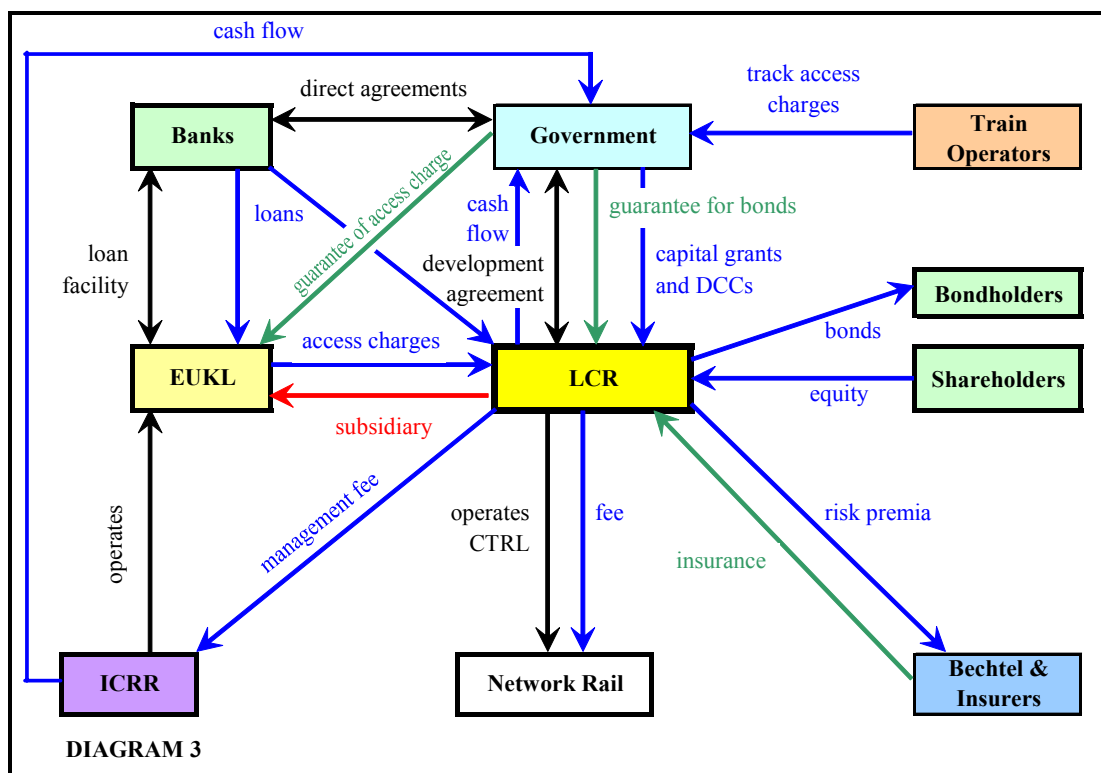 cash flow
direct agreements
track access
charges
Banks
Government
Train
Operators
guarantee of access charge
loans
cash
flow
guarantee for bonds
loan
facility
development
agreement
capital grants
and DCCs
Bondholders
bonds
EUKL
access charges
LCR
Shareholders
equity
subsidiary
operates
management fee
operates
CTRL
fee
risk premia
insurance
ICRR
Network Rail
Bechtel &
Insurers
DIAGRAM 3